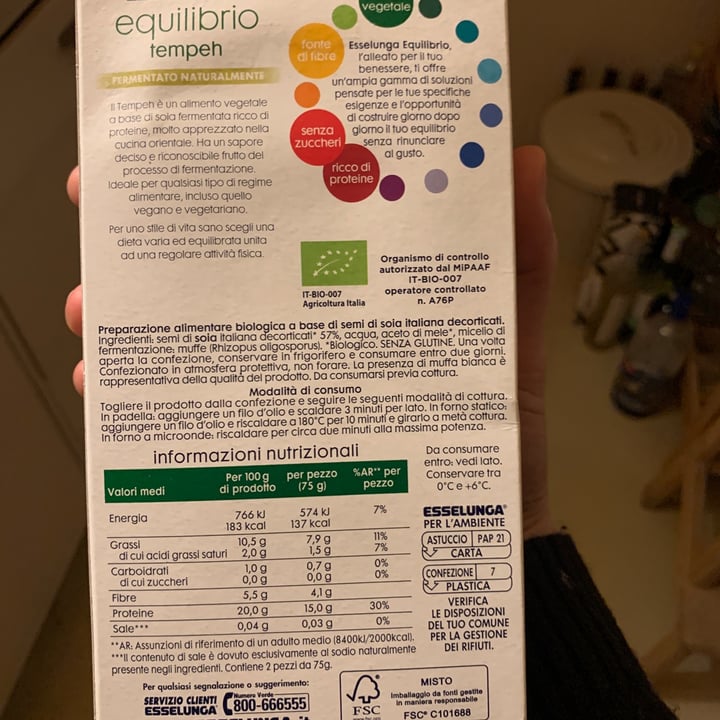 equilibrio
tempeh
FERMENTATO NATURALMENTE
Il Tempeh è un alimento vegetale
a base di soia fermentata ricco di
proteine, molto apprezzato nella
cucina orientale. Ha un sapore
deciso e riconoscibile frutto del
processo di fermentazione.
Ideale per qualsiasi tipo di regime
alimentare, incluso quello
vegano e vegetariano.
Per uno stile di vita sano scegli una
dieta varia ed equilibrata unita
ad una regolare attività fisica.
vegetale
fonte
di fibre
senza
zuccheri
ricco di
proteine
Esselunga Equilibrio,
l'alleato per il tuo
benessere, ti offre
un'ampia gamma di soluzioni
pensate per le tue specifiche
esigenze e l'opportunità
di costruire giorno dopo
giorno il tuo equilibrio
senza rinunciare
al gusto.
IT-BIO-007
Agricoltura Italia
Organismo di controllo
autorizzato dal MiPAAF
IT-BIO-007
operatore controllato
n. A76P
Preparazione alimentare biologica a base di semi di soia italiana decorticati.
Ingredienti: semi di soia italiana decorticati* 57%, acqua, aceto di mele*, micelio di
fermentazione: muffe (Rhizopus oligosporus). *Biologico. SENZA GLUTINE. Una volta
aperta la confezione, conservare in frigorifero e consumare entro due giorni.
Confezionato in atmosfera protettiva, non forare. La presenza di muffa bianca è
rappresentativa della qualità del prodotto. Da consumarsi previa cottura.
Modalità di consumo
Togliere il prodotto dalla confezione e seguire le seguenti modalità di cottura.
In padella: aggiungere un filo d'olio e scaldare 3 minuti per lato. In forno statico:
aggiungere un filo d'olio e riscaldare a 180°C per 10 minuti e girarlo a metà cottura.
In forno a microonde: riscaldare per circa due minuti alla massima potenza.
informazioni nutrizionali
Valori medi Per 100 g di prodotto per pezzo (75 g) %AR** per pezzo
Energia 766 kJ 574 kJ 7%
183 kcal 137 kcal
Grassi 10,5 g 7,9 g 11%
di cui acidi grassi saturi 2,0 g 1,5 g 7%
Carboidrati 1,0 g 0,7 g 0%
di cui zuccheri 0,0 g 0,0 g 0%
Fibre 5,5 g 4,1 g
Proteine 20,0 g 15,0 g 30%
Sale*** 0,04 g 0,03 g 0%
**AR: Assunzioni di riferimento di un adulto medio (8400kJ/2000kcal).
***Il contenuto di sale è dovuto esclusivamente al sodio naturalmente
presente negli ingredienti. Contiene 2 pezzi da 75g.
Da consumare
entro: vedi lato.
Conservare tra
0°C e +6°C.
ESSELUNGA®
PER L'AMBIENTE
ASTUCCIO PAP 21
CARTA
CONFEZIONE 7
PLASTICA
VERIFICA
LE DISPOSIZIONI
DEL TUO COMUNE
PER LA GESTIONE
DEI RIFIUTI.
Per qualsiasi segnalazione o suggerimento:
SERVIZIO CLIENTI
ESSELUNGA
Numero Verde
800-666555
FSC
MISTO
Imballaggio da fonti gestite
in maniera responsabile
FSC® C101688